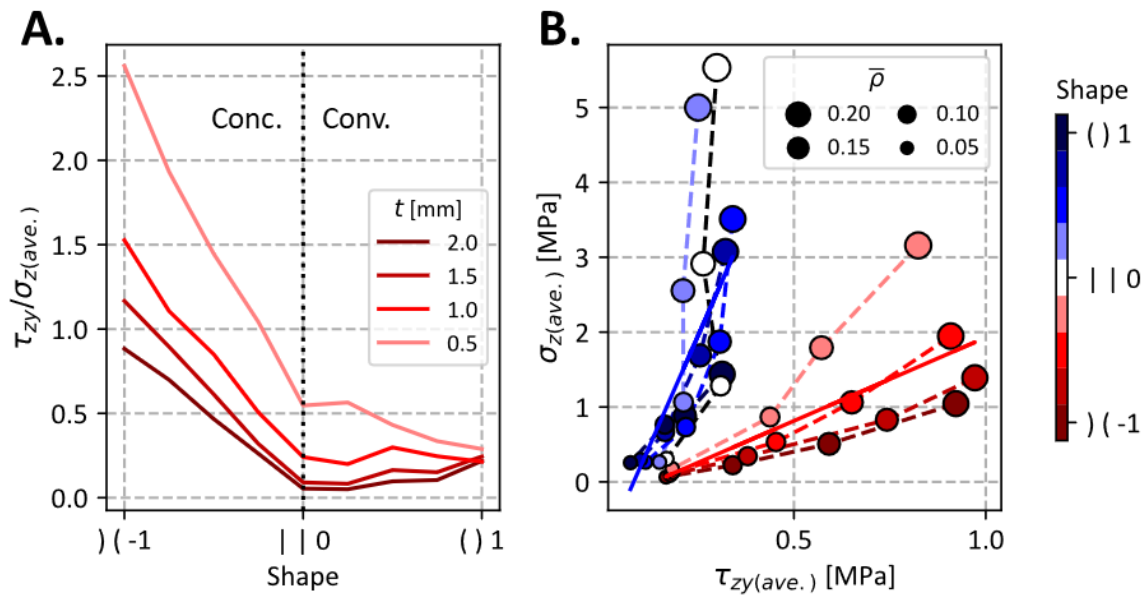 A.
2.5
2.0
1.5
1.0
0.5
0.0
τzy/σz(ave.)
Conc. Conv.
t [mm]
2.0
1.5
1.0
0.5
) ( -1
| | 0
( ) 1
Shape
B.
5
4
3
2
1
0
σz(ave.) [MPa]
ρ̅
0.20 0.10
0.15 0.05
0.5
1.0
τzy(ave.) [MPa]
Shape
( ) 1
| | 0
) ( -1